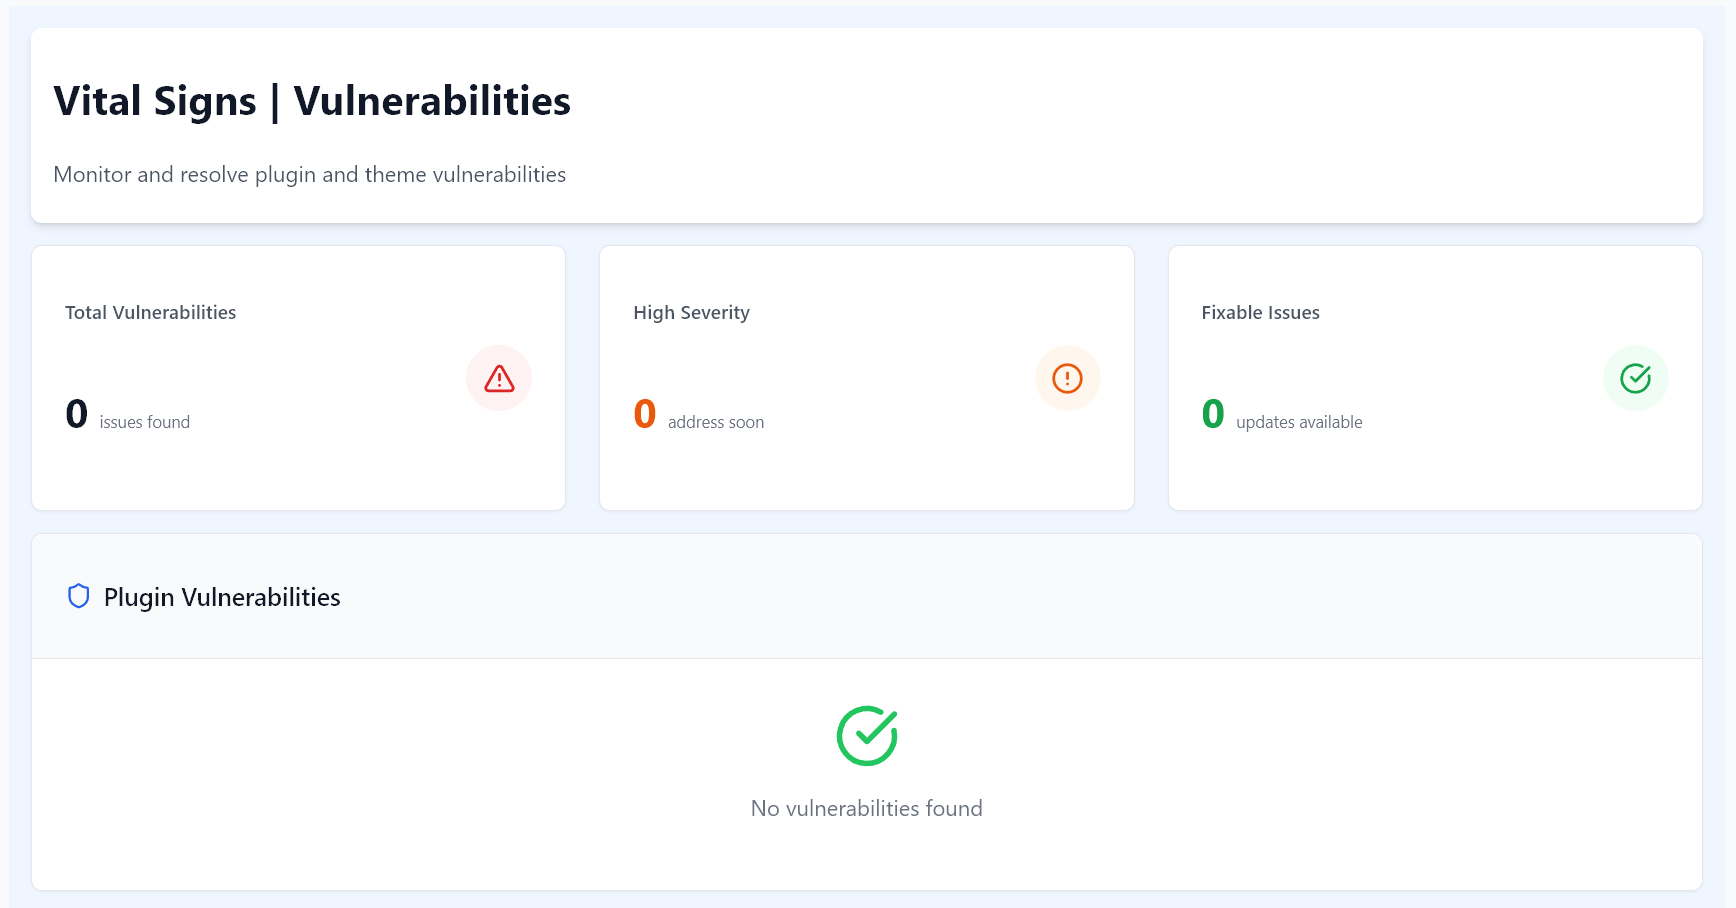 Vital Signs | Vulnerabilities
Monitor and resolve plugin and theme vulnerabilities
Total Vulnerabilities
0 issues found
High Severity
0 address soon
Fixable Issues
0 updates available
Plugin Vulnerabilities
No vulnerabilities found